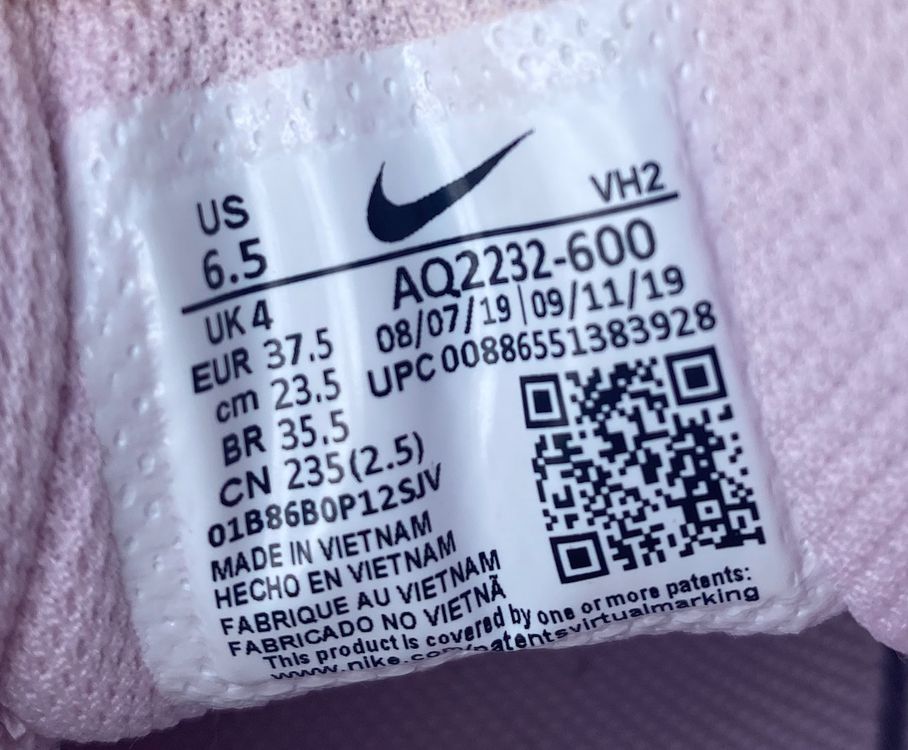 US
VH2
6.5
AQ2232-600
UK 4
08/07/19 | 09/11/19
EUR 37.5
UPC 00886551383928
cm 23.5
BR 35.5
CN 235(2.5)
01B86B0P12SJV
MADE IN VIETNAM
HECHO EN VIETNAM
FABRIQUE AU VIETNAM
FABRICADO NO VIETNÃ
This product is covered by one or more patents:
www.nike.com/patentsvirtualmarking